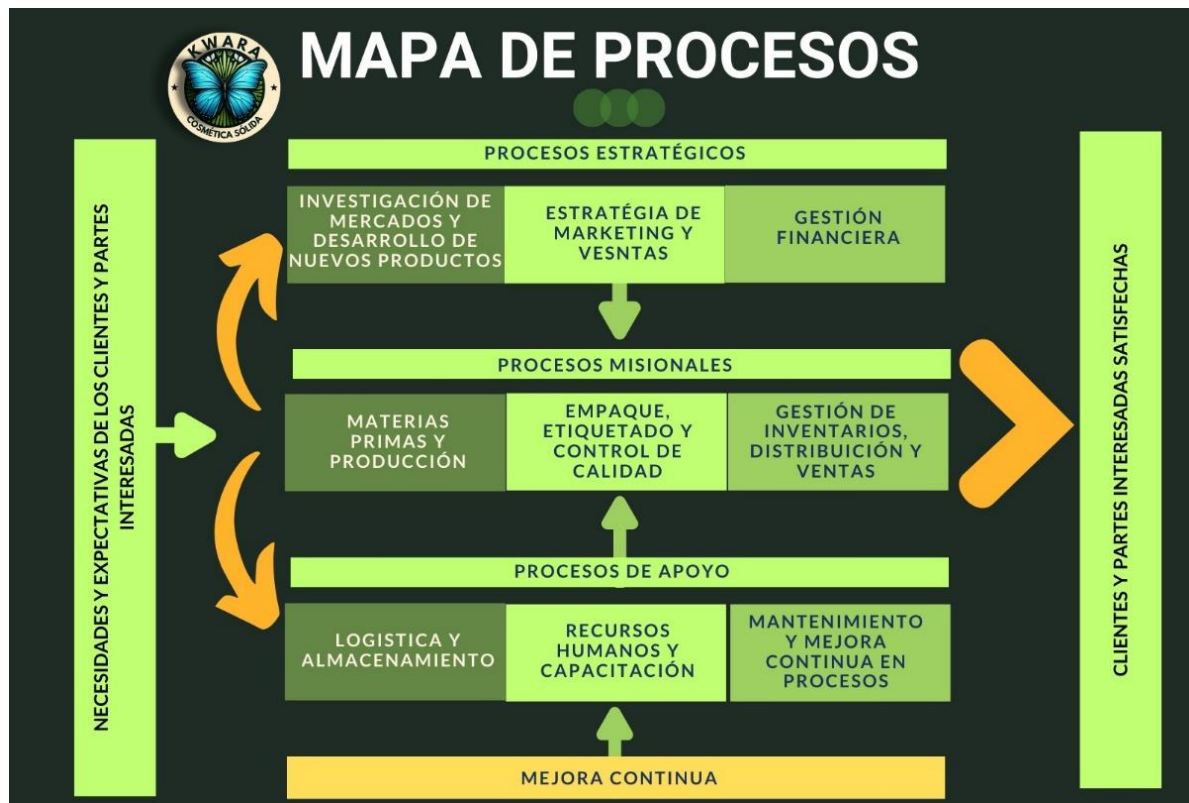 KWARA
COSMÉTICA SÓLIDA
MAPA DE PROCESOS
NECESIDADES Y EXPECTATIVAS DE LOS CLIENTES Y PARTES
INTERESADAS
PROCESOS ESTRATÉGICOS
INVESTIGACIÓN DE
MERCADOS Y
DESARROLLO DE
NUEVOS PRODUCTOS
ESTRATÉGIA DE
MARKETING Y
VESNTAS
GESTIÓN
FINANCIERA
PROCESOS MISIONALES
MATERIAS
PRIMAS Y
PRODUCCIÓN
EMPAQUE,
ETIQUETADO Y
CONTROL DE
CALIDAD
GESTIÓN DE
INVENTARIOS,
DISTRIBUICIÓN Y
VENTAS
PROCESOS DE APOYO
LOGISTICA Y
ALMACENAMIENTO
RECURSOS
HUMANOS Y
CAPACITACIÓN
MANTENIMIENTO
Y MEJORA
CONTINUA EN
PROCESOS
MEJORA CONTINUA
CLIENTES Y PARTES INTERESADAS SATISFECHAS